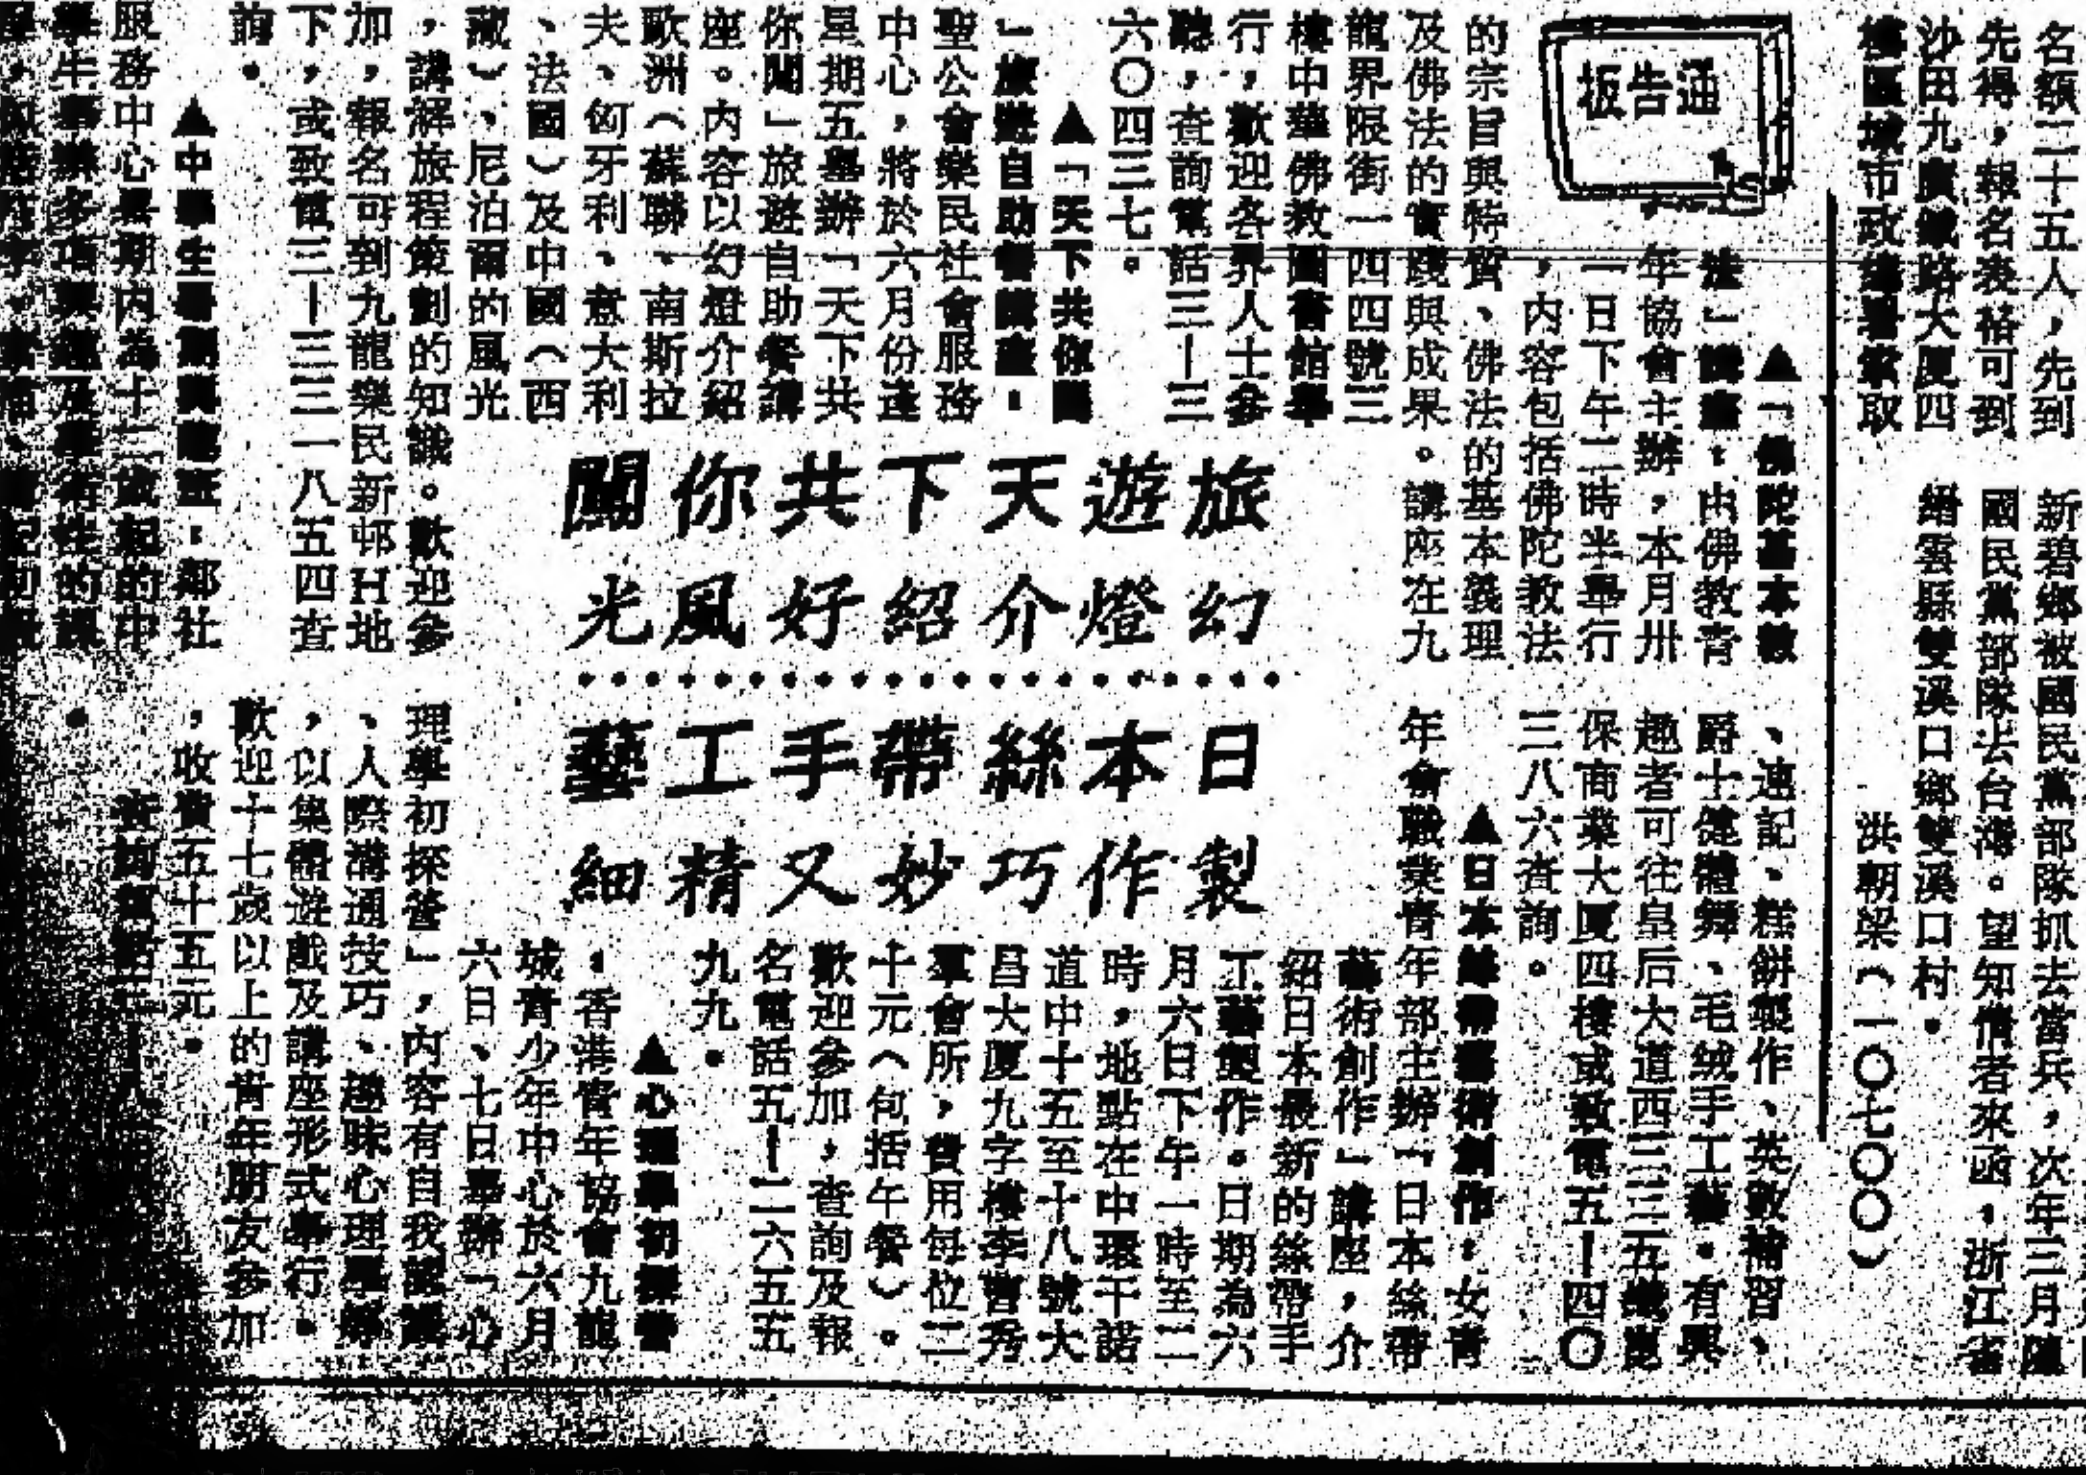 名額二十五人，先到
先得，報名表格可到
沙田九廣鐵路大廈四
樓區域市政總署索取
新碧鄉被國民黨部隊抓去當兵，次年三月隨
國民黨部隊去台灣。望知情者來函，浙江省
縉雲縣雙溪口鄉雙溪口村。
洪朝梁（一〇七〇〇）
通告板
▲「佛陀基本教
法」講座：由佛教青
年協會主辦，本月卅
一日下午二時半舉行
，內容包括佛陀教法
的宗旨與特質、佛法的基本義理
及佛法的實踐與成果。講座在九
龍界限街一四四號三
樓中華佛教圖書館舉
行，歡迎各界人士參
聽，查詢電話三－三
六〇四三七。
▲「天下共你闖
」旅遊自助餐講座：
聖公會樂民社會服務
中心，將於六月份逢
星期五舉辦「天下共
你闖」旅遊自助餐講
座。內容以幻燈介紹
歐洲（蘇聯、南斯拉
夫、匈牙利、意大利
、法國）及中國（西
藏）、尼泊爾的風光
，講解旅程策劃的知識。歡迎參
加，報名可到九龍樂民新邨H地
下，或致電三－三三一八五四查
詢。
▲中學生暑期
：鄰社
服務中心暑期內為十三歲起的中
旅遊天下共你闖
幻燈介紹好風光
日本絲帶手工藝
製作巧妙又精細
、速記、糕餅製作、英數補習、
爵士健體舞、毛絨手工藝。有興
趣者可往皇后大道西三三五
保商業大廈四樓或致電五－四〇
三八六查詢。
▲日本絲帶藝術創作：女青
年會職業青年部主辦「日本絲帶
藝術創作」講座，介
紹日本最新的絲帶手
工藝製作。日期為六
月六日下午一時至二
時，地點在中環干諾
道中十五至十八號大
昌大廈九字樓李曹秀
羣會所，費用每位二
十元（包括午餐）。
歡迎參加，查詢及報
名電話五－二六五五
九九。
▲心理學初探營
：香港青年協會九龍
城青少年中心於六月
六日、七日舉辦「心
理學初探營」，內容有自我認識
、人際溝通技巧、趣味心理學等
，以集體遊戲及講座形式舉行。
歡迎十七歲以上的青年朋友參加
，收費五十五元。